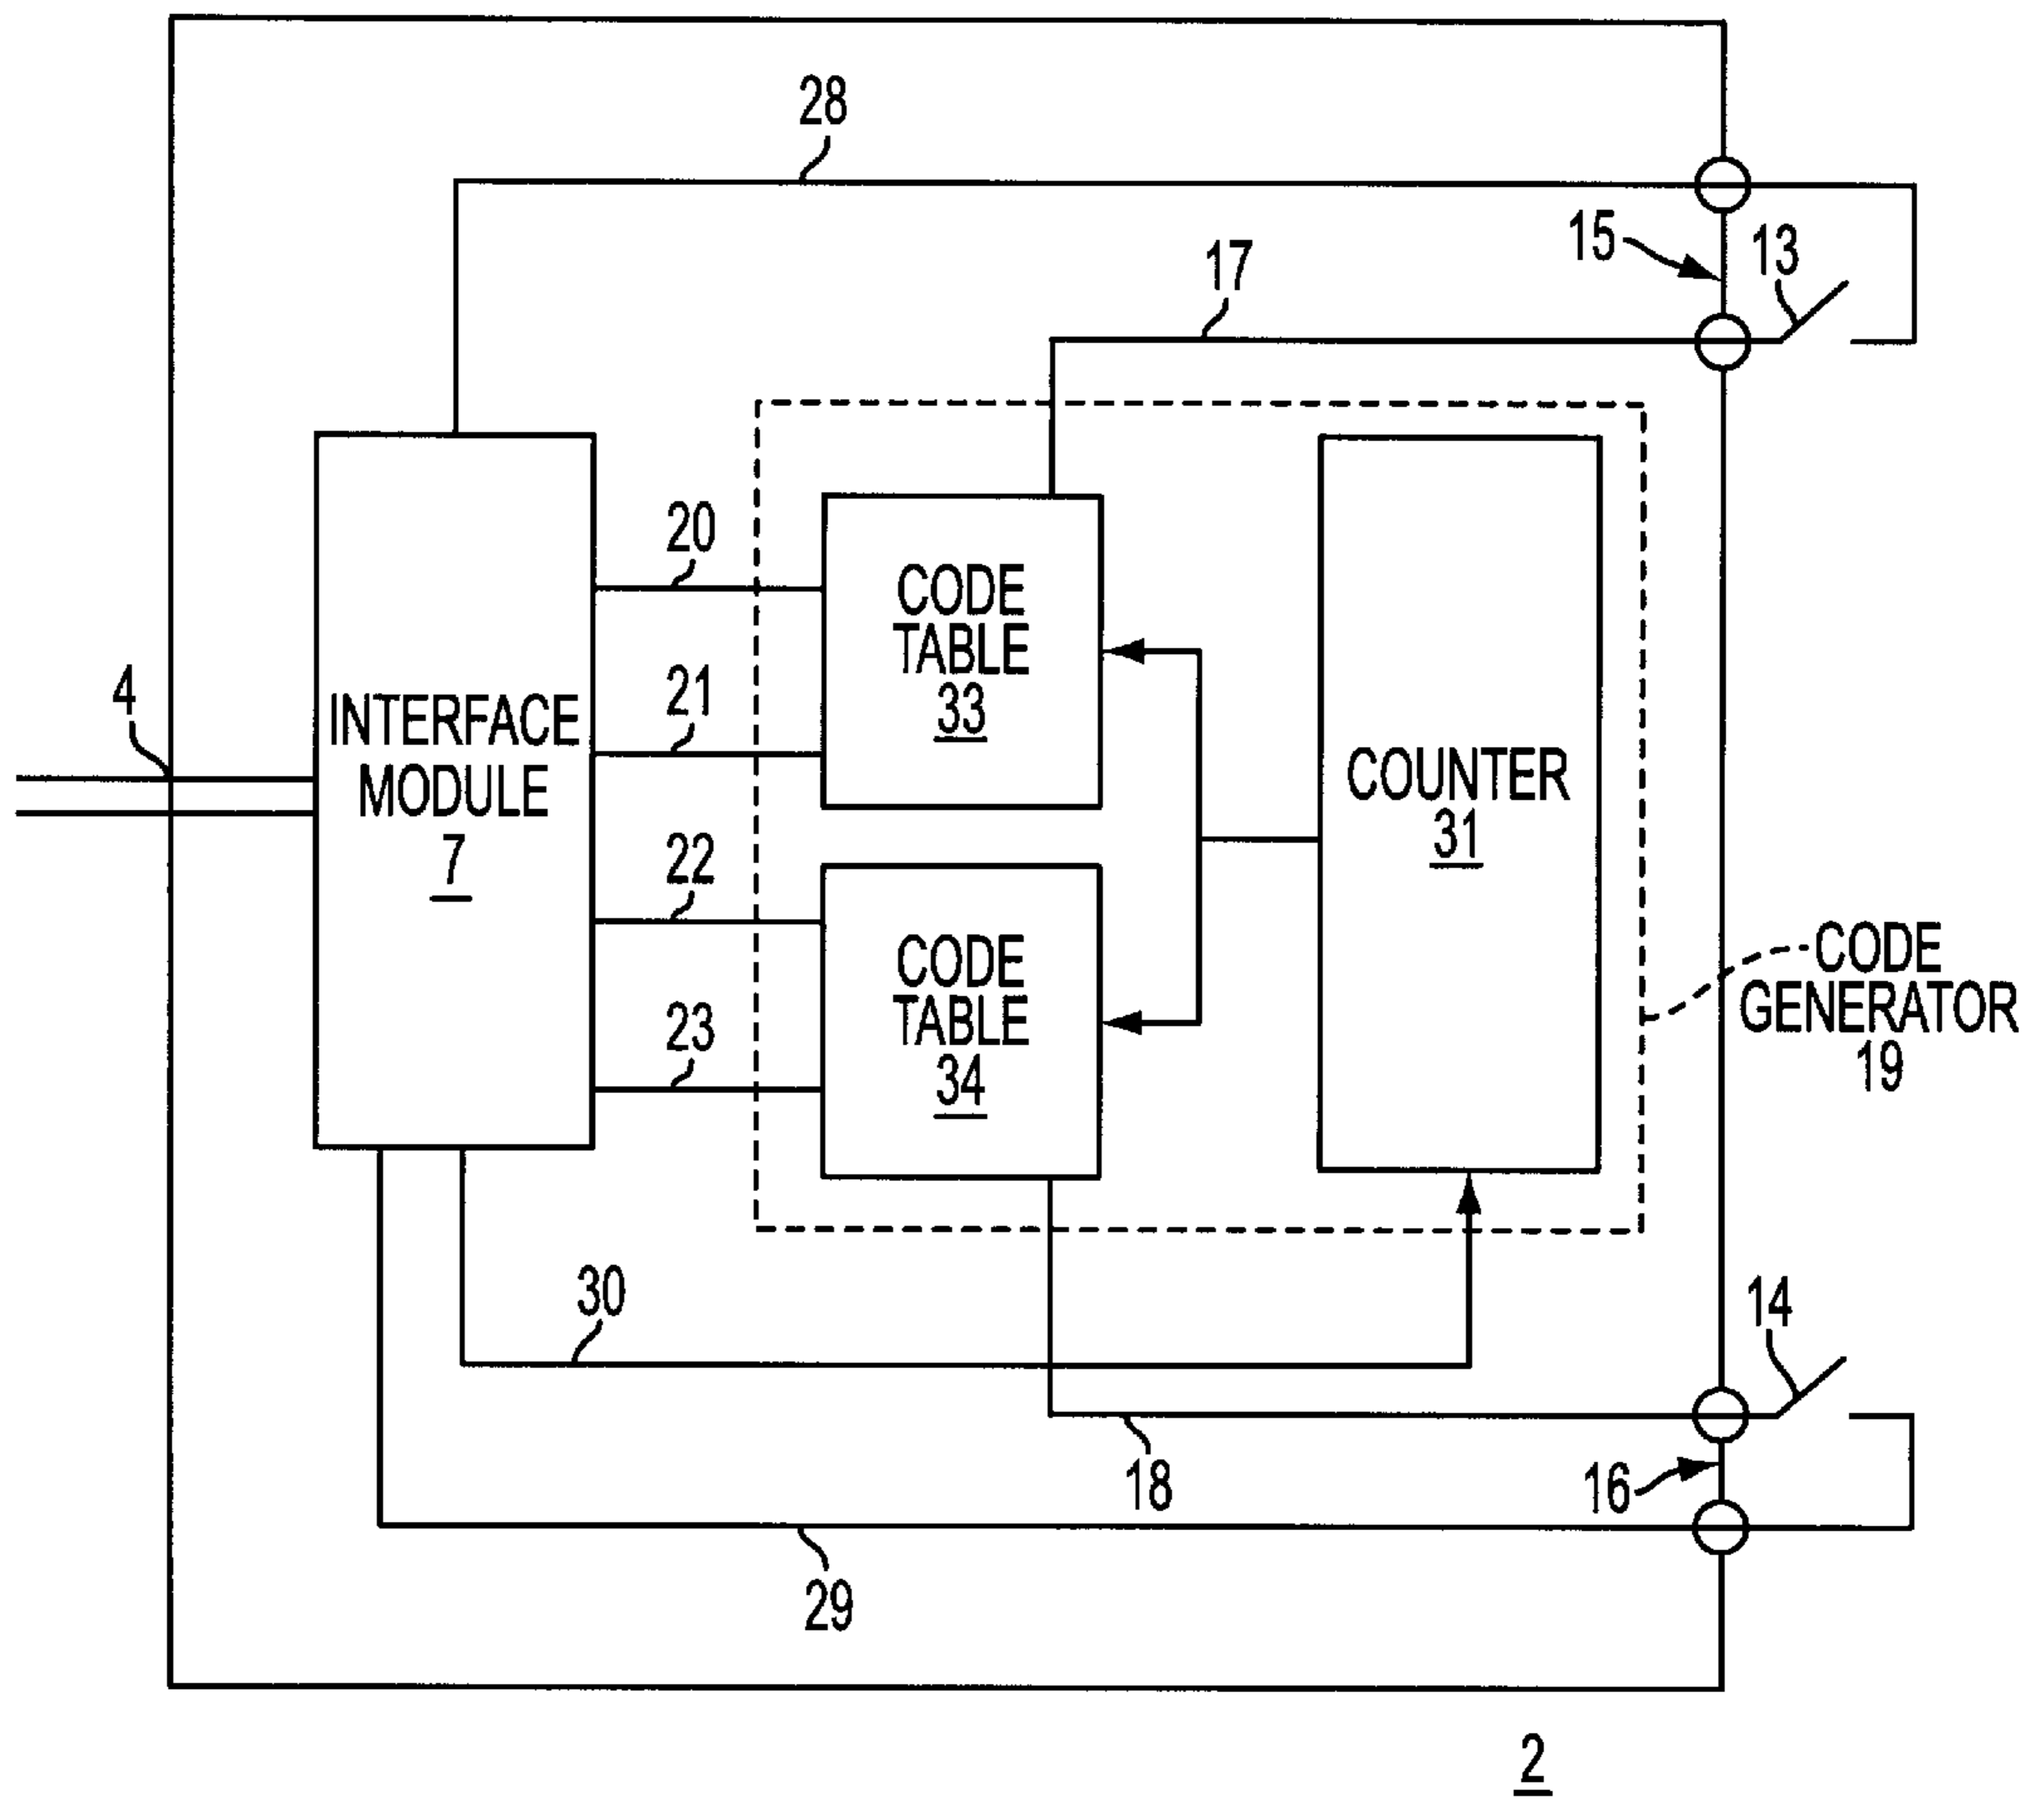 28
15
13
17
20
CODE
TABLE
33
21
4
INTERFACE
MODULE
7
COUNTER
31
22
CODE
TABLE
34
23
CODE
GENERATOR
19
30
14
18
16
29
2